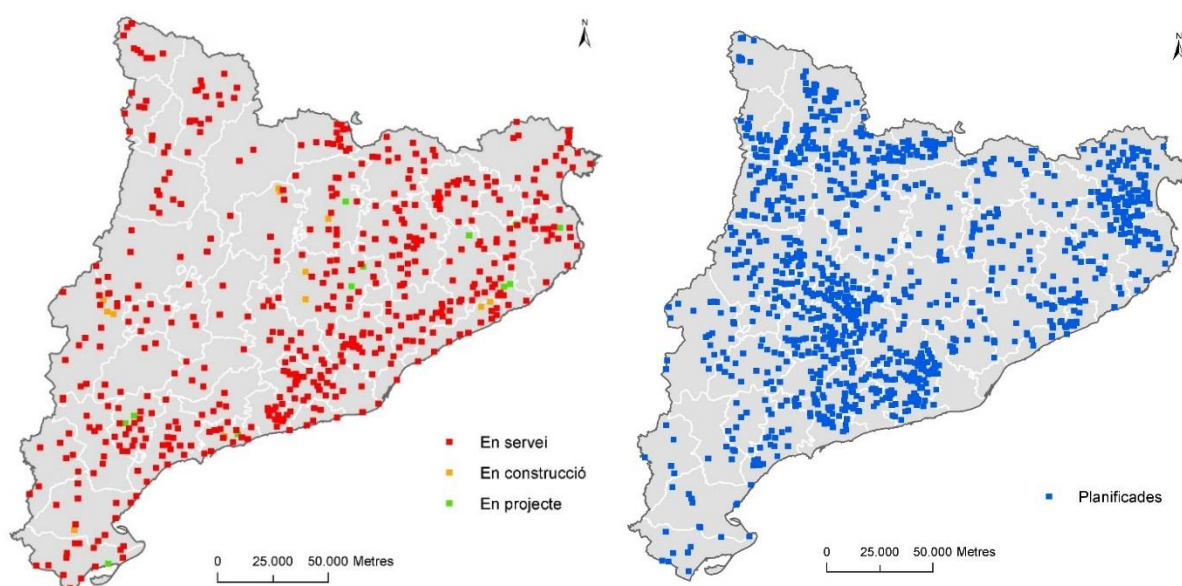 N
En servei
En construcció
En projecte
0 25.000 50.000 Metres
N
Planificades
0 25.000 50.000 Metres